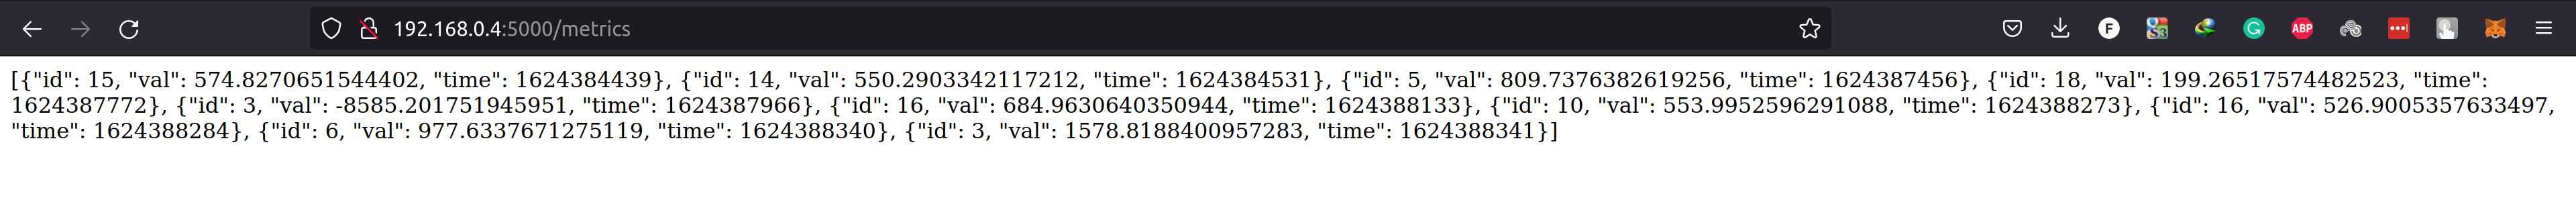 192.168.0.4:5000/metrics
F
S3
G
ABP
[{"id": 15, "val": 574.8270651544402, "time": 1624384439}, {"id": 14, "val": 550.2903342117212, "time": 1624384531}, {"id": 5, "val": 809.7376382619256, "time": 1624387456}, {"id": 18, "val": 199.26517574482523, "time":
1624387772}, {"id": 3, "val": -8585.201751945951, "time": 1624387966}, {"id": 16, "val": 684.9630640350944, "time": 1624388133}, {"id": 10, "val": 553.9952596291088, "time": 1624388273}, {"id": 16, "val": 526.9005357633497,
"time": 1624388284}, {"id": 6, "val": 977.6337671275119, "time": 1624388340}, {"id": 3, "val": 1578.8188400957283, "time": 1624388341}]